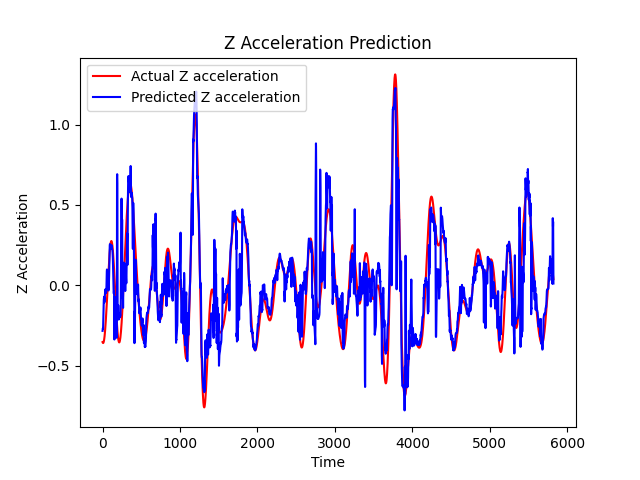 Z Acceleration Prediction
Actual Z acceleration
Predicted Z acceleration
Z Acceleration
1.0
0.5
0.0
−0.5
0 1000 2000 3000 4000 5000 6000
Time